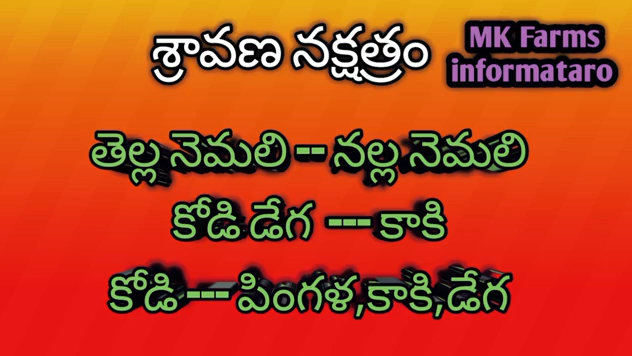 శ్రావణ నక్షత్రం
MK Farms
informataro
తెల్ల నెమలి -- నల్ల నెమలి
కోడి డేగ --- కాకి
కోడి --- పింగళ,కాకి,డేగ